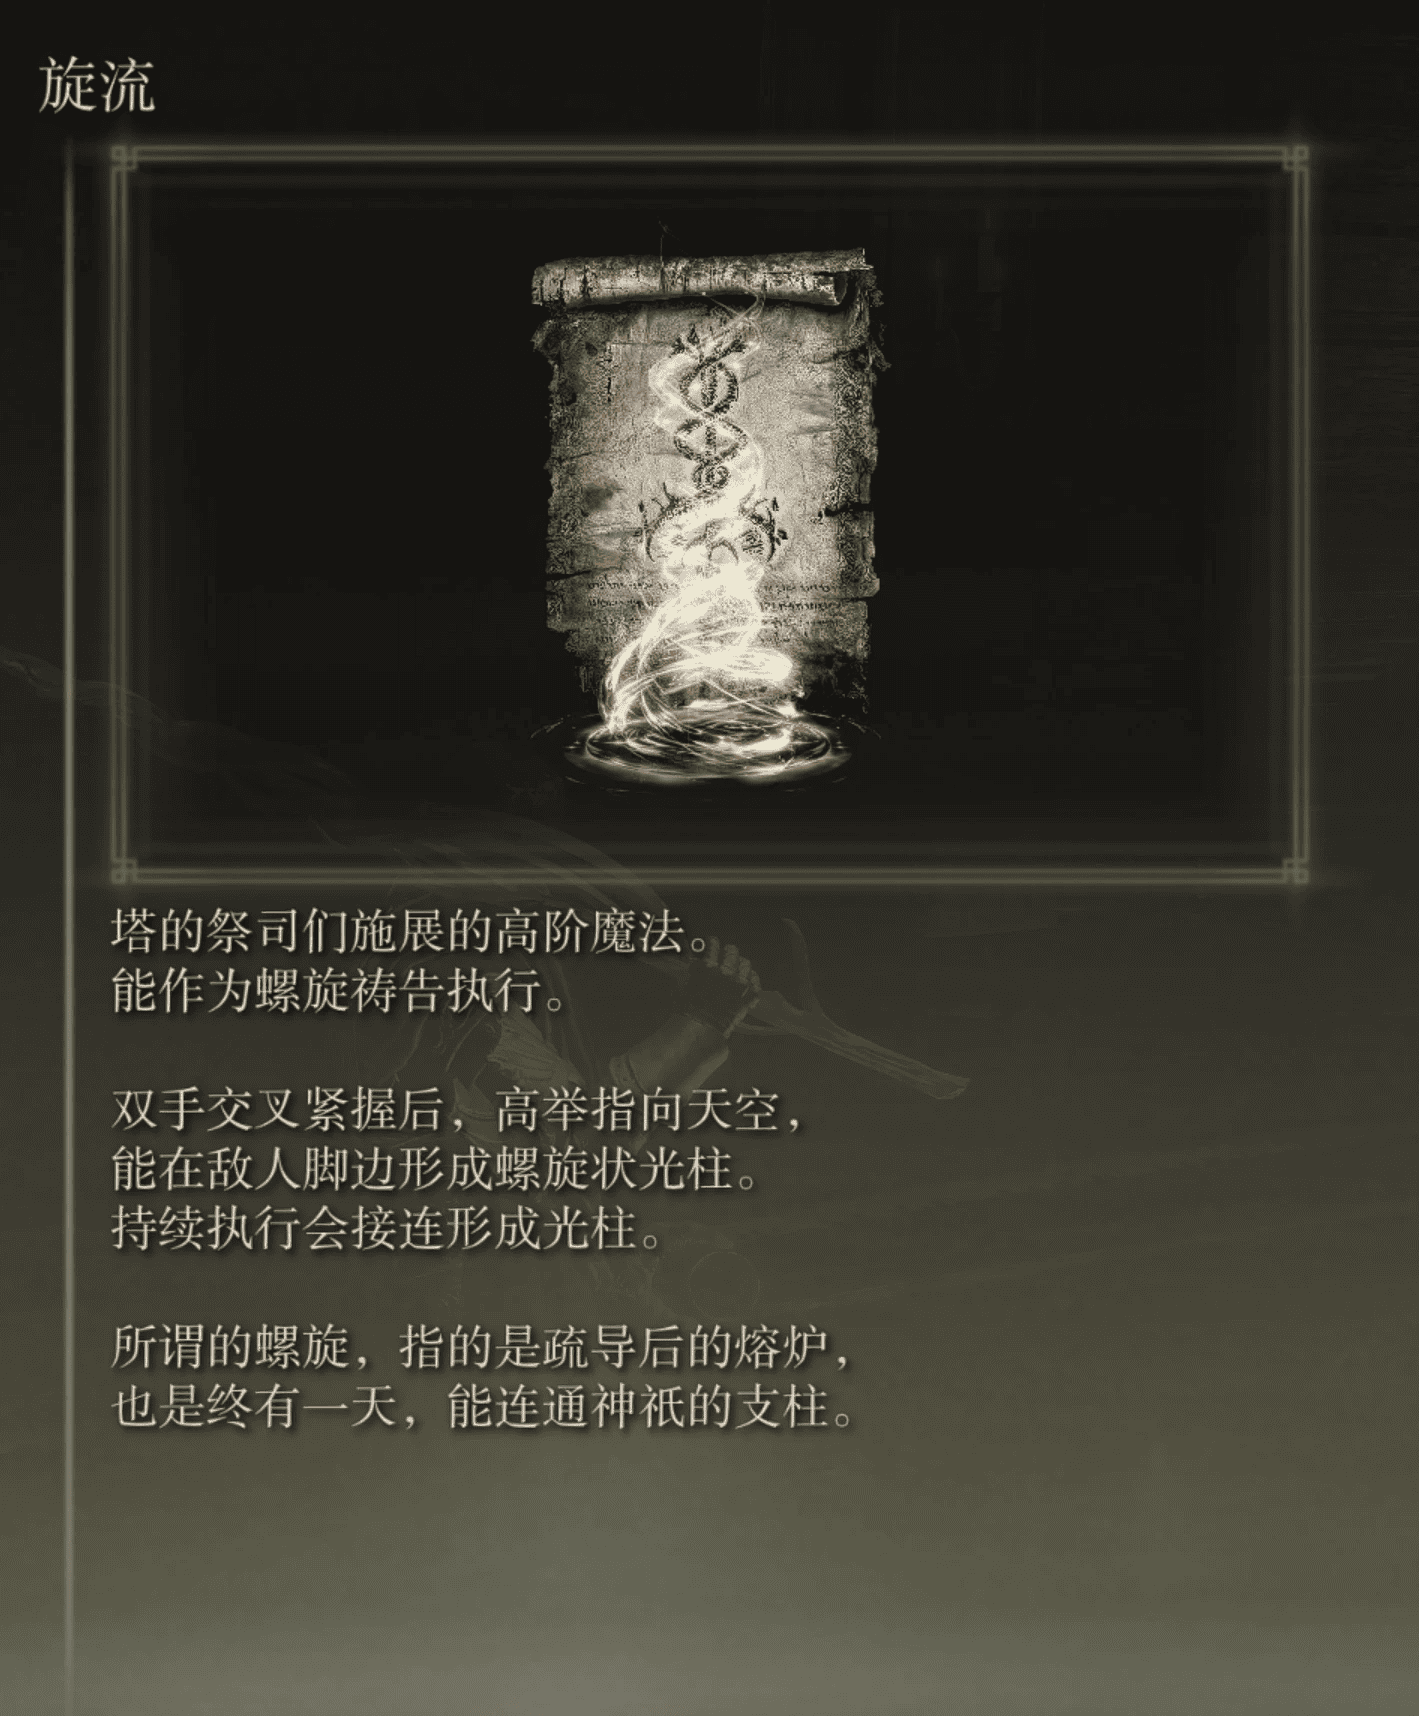 旋流
塔的祭司们施展的高阶魔法。
能作为螺旋祷告执行。
双手交叉紧握后，高举指向天空，
能在敌人脚边形成螺旋状光柱。
持续执行会接连形成光柱。
所谓的螺旋，指的是疏导后的熔炉，
也是终有一天，能连通神祇的支柱。